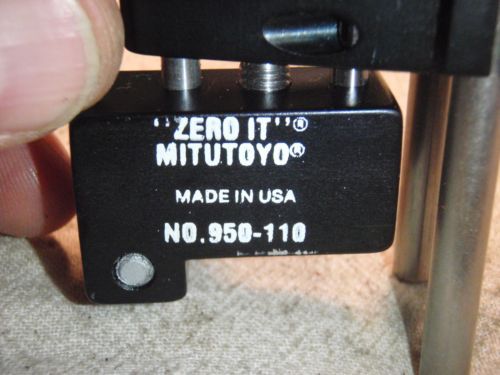 "ZERO IT"®
MITUTOYO®
MADE IN USA
NO.950-110